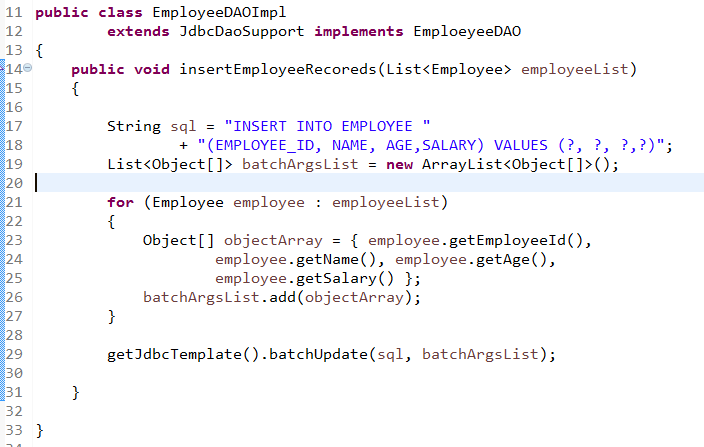 11 public class EmployeeDAOImpl
12         extends JdbcDaoSupport implements EmploeyeeDAO
13 {
14     public void insertEmployeeRecoreds(List<Employee> employeeList)
15     {
16
17         String sql = "INSERT INTO EMPLOYEE "
18                 + "(EMPLOYEE_ID, NAME, AGE,SALARY) VALUES (?, ?, ?,?)";
19         List<Object[]> batchArgsList = new ArrayList<Object[]>();
20
21         for (Employee employee : employeeList)
22         {
23             Object[] objectArray = { employee.getEmployeeId(),
24                     employee.getName(), employee.getAge(),
25                     employee.getSalary() };
26             batchArgsList.add(objectArray);
27         }
28
29         getJdbcTemplate().batchUpdate(sql, batchArgsList);
30
31     }
32
33 }